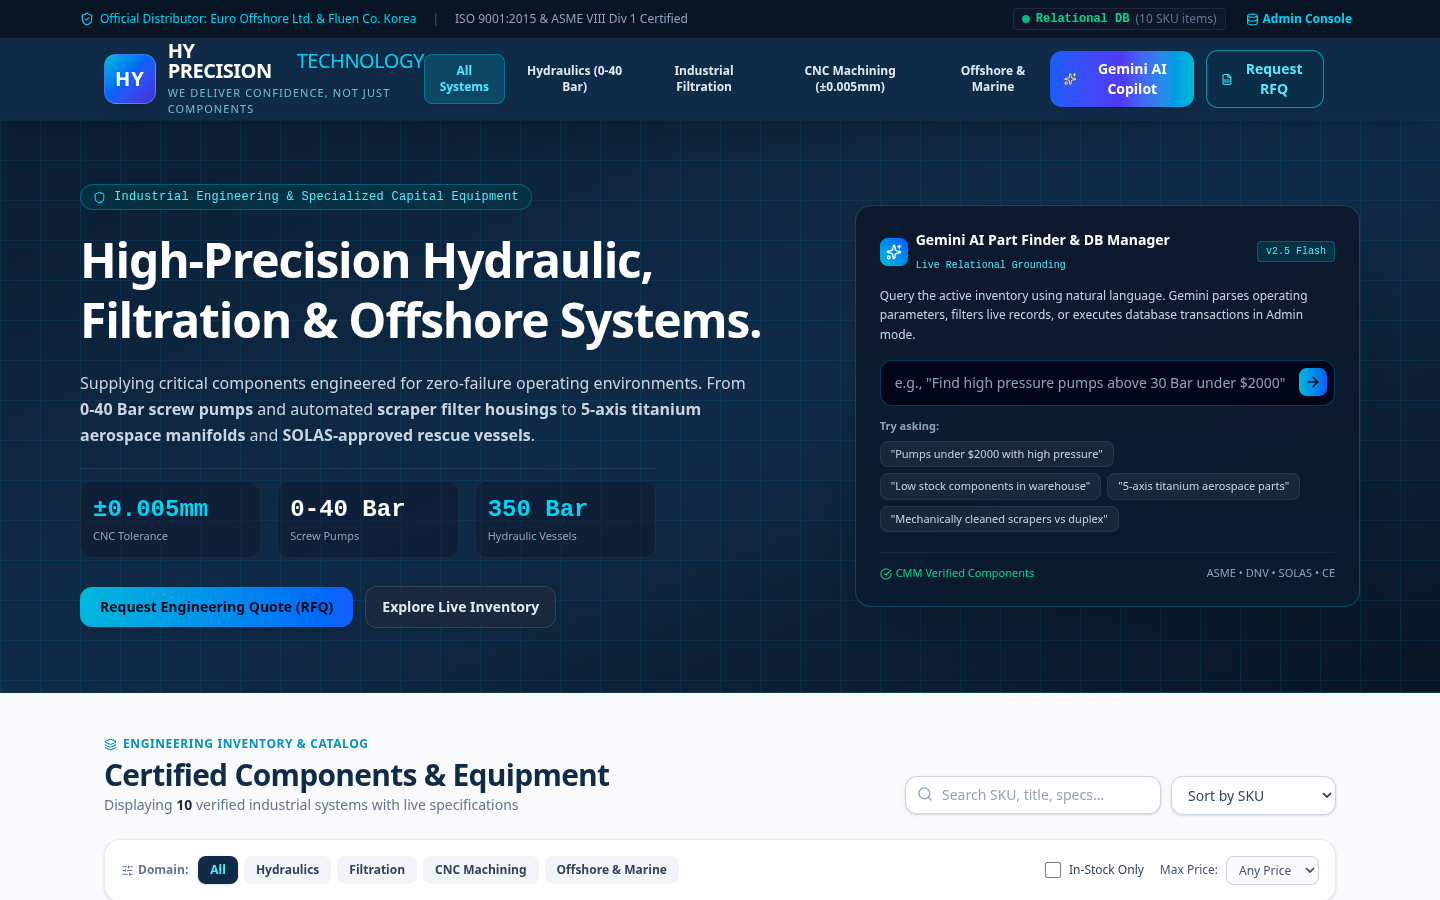 Official Distributor: Euro Offshore Ltd. & Fluen Co. Korea | ISO 9001:2015 & ASME VIII Div 1 Certified
Relational DB (10 SKU items)
Admin Console
HY
HY PRECISION TECHNOLOGY
WE DELIVER CONFIDENCE, NOT JUST COMPONENTS
All Systems
Hydraulics (0-40 Bar)
Industrial Filtration
CNC Machining (±0.005mm)
Offshore & Marine
Gemini AI Copilot
Request RFQ
Industrial Engineering & Specialized Capital Equipment
High-Precision Hydraulic,
Filtration & Offshore Systems.
Supplying critical components engineered for zero-failure operating environments. From
0-40 Bar screw pumps and automated scraper filter housings to 5-axis titanium
aerospace manifolds and SOLAS-approved rescue vessels.
±0.005mm
CNC Tolerance
0-40 Bar
Screw Pumps
350 Bar
Hydraulic Vessels
Request Engineering Quote (RFQ)
Explore Live Inventory
Gemini AI Part Finder & DB Manager
Live Relational Grounding
v2.5 Flash
Query the active inventory using natural language. Gemini parses operating
parameters, filters live records, or executes database transactions in Admin
mode.
e.g., "Find high pressure pumps above 30 Bar under $2000"
Try asking:
"Pumps under $2000 with high pressure"
"Low stock components in warehouse"
"5-axis titanium aerospace parts"
"Mechanically cleaned scrapers vs duplex"
CMM Verified Components
ASME • DNV • SOLAS • CE
ENGINEERING INVENTORY & CATALOG
Certified Components & Equipment
Displaying 10 verified industrial systems with live specifications
Search SKU, title, specs...
Sort by SKU
Domain:
All
Hydraulics
Filtration
CNC Machining
Offshore & Marine
In-Stock Only
Max Price:
Any Price